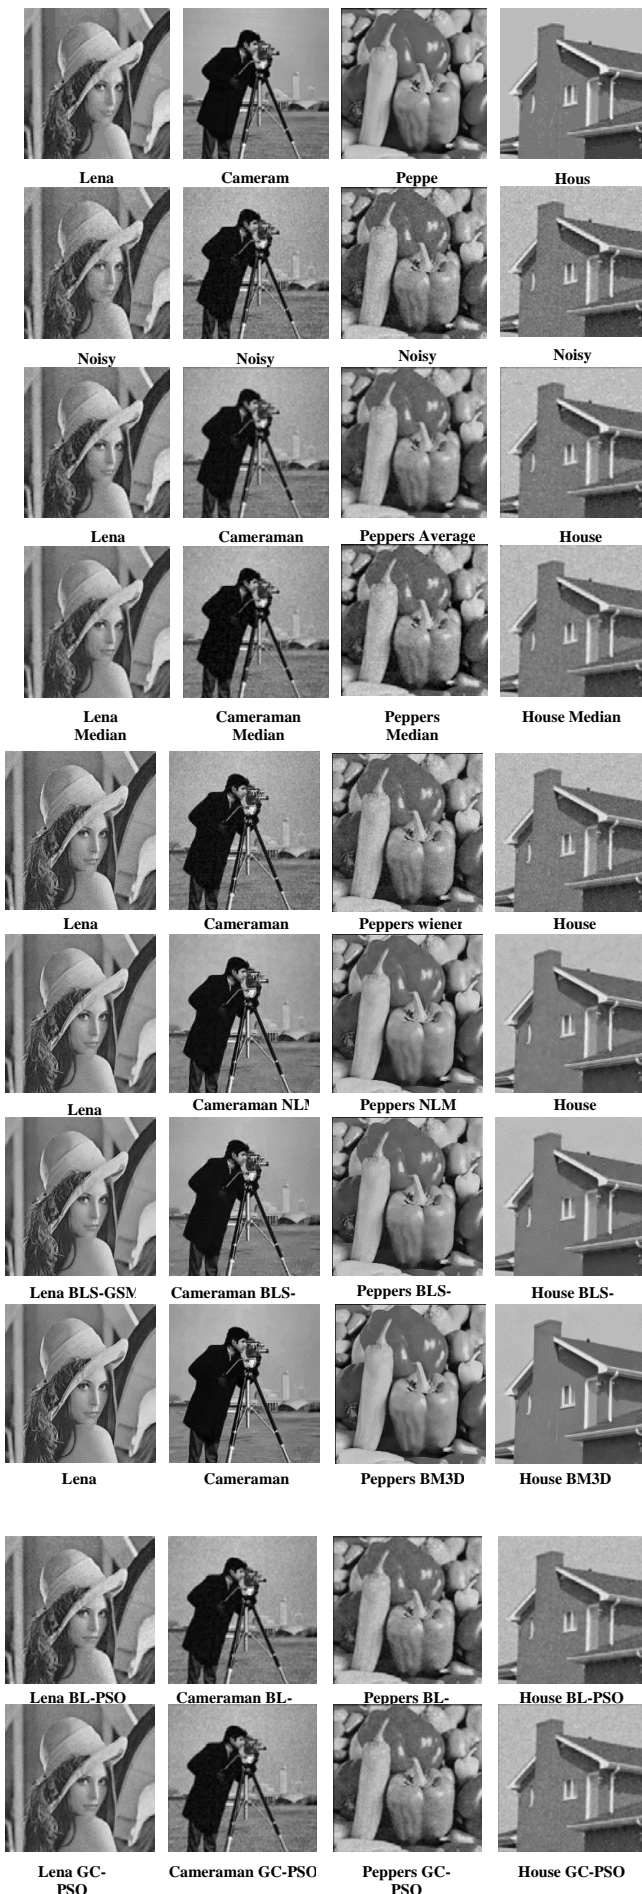 Lena Cameram Peppe Hous
Noisy Noisy Noisy Noisy
Lena Cameraman Peppers Average House
Lena Cameraman Peppers House Median
Median Median Median
Lena Cameraman Peppers wiener House
Lena Cameraman NLM Peppers NLM House
Lena BLS-GSM Cameraman BLS- Peppers BLS- House BLS-
Lena Cameraman Peppers BM3D House BM3D
Lena BL-PSO Cameraman BL- Peppers BL- House BL-PSO
Lena GC- Cameraman GC-PSO Peppers GC- House GC-PSO
PSO PSO